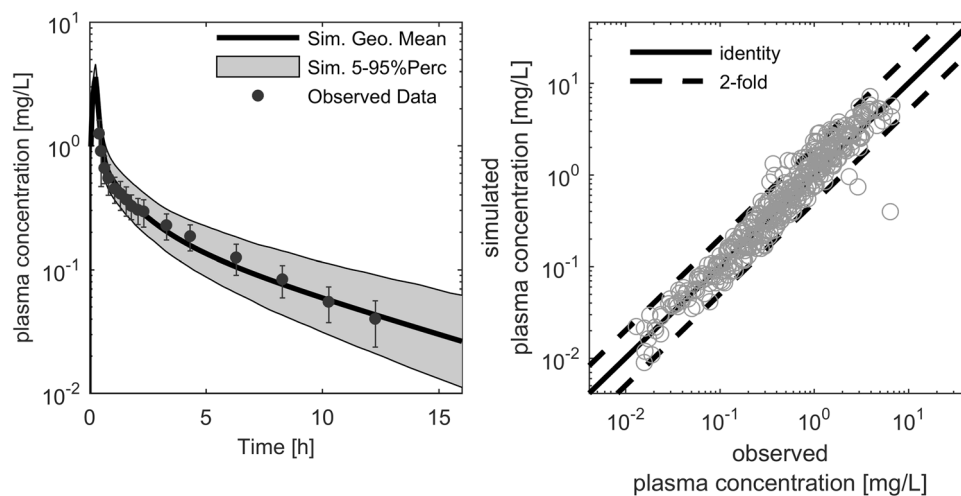 plasma concentration [mg/L]
10^1
10^0
10^-1
10^-2
0
5
10
15
Time [h]
Sim. Geo. Mean
Sim. 5-95%Perc
Observed Data
simulated
plasma concentration [mg/L]
10^1
10^0
10^-1
10^-2
10^-2
10^-1
10^0
10^1
identity
2-fold
observed
plasma concentration [mg/L]